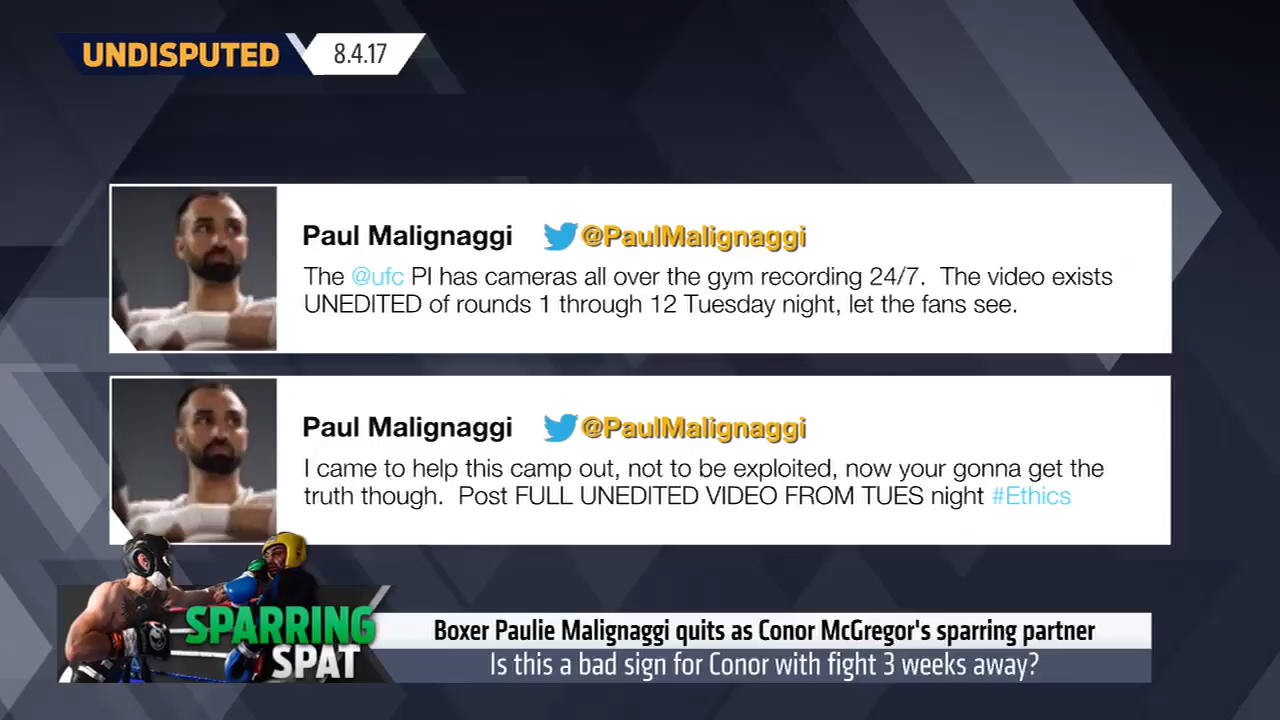 UNDISPUTED
8.4.17
Paul Malignaggi @PaulMalignaggi
The @ufc PI has cameras all over the gym recording 24/7. The video exists
UNEDITED of rounds 1 through 12 Tuesday night, let the fans see.
Paul Malignaggi @PaulMalignaggi
I came to help this camp out, not to be exploited, now your gonna get the
truth though. Post FULL UNEDITED VIDEO FROM TUES night #Ethics
SPARRING
SPAT
Boxer Paulie Malignaggi quits as Conor McGregor's sparring partner
Is this a bad sign for Conor with fight 3 weeks away?